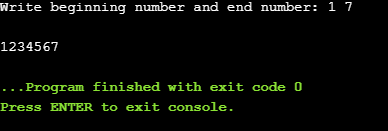 Write beginning number and end number: 1 7
1234567
...Program finished with exit code 0
Press ENTER to exit console.